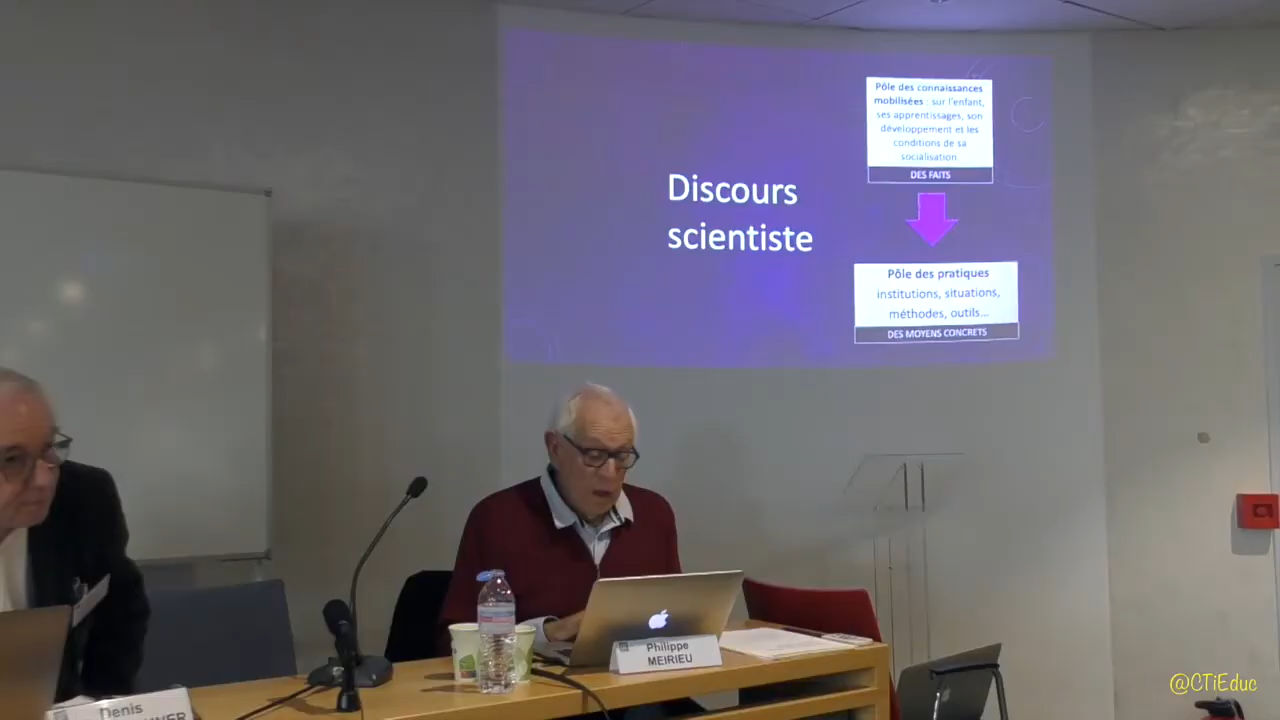 Pôle des connaissances
mobilisées : sur l'enfant,
ses apprentissages, son
développement et les
conditions de sa
socialisation
DES FAITS
Discours
scientiste
Pôle des pratiques
institutions, situations,
méthodes, outils...
DES MOYENS CONCRETS
Philippe
MEIRIEU
Denis
@CTiEduc